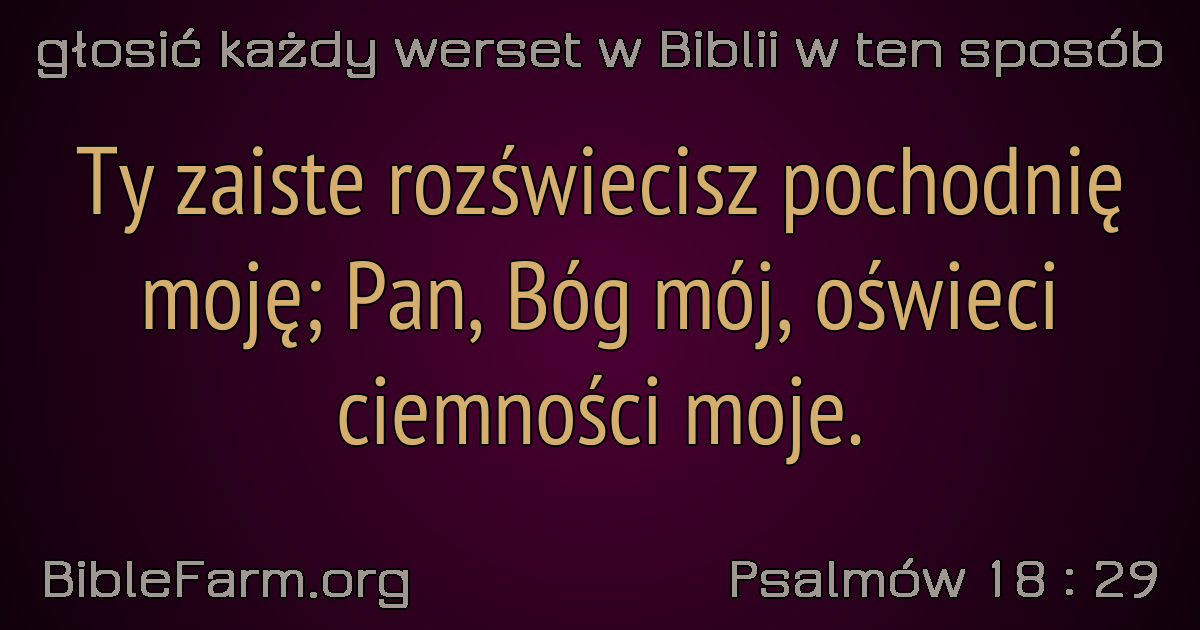 głosić każdy werset w Biblii w ten sposób
Ty zaiste rozświecisz pochodnię
moję; Pan, Bóg mój, oświeci
ciemności moje.
BibleFarm.org
Psalmów 18 : 29